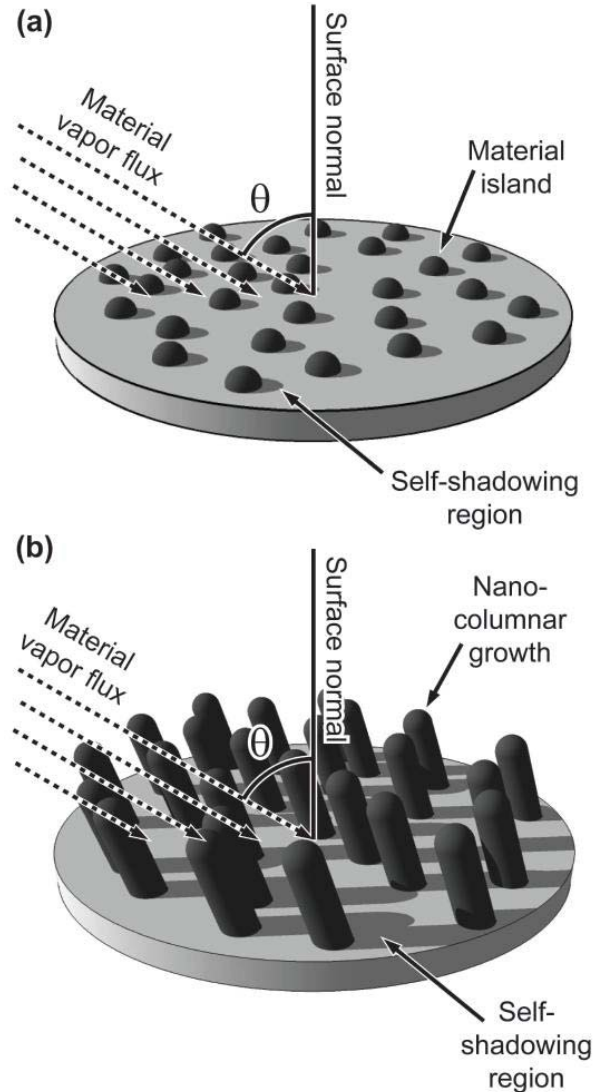 (a)
Material
vapor flux
θ
Surface normal
Material
island
Self-shadowing
region
(b)
Material
vapor flux
θ
Surface normal
Nano-
columnar
growth
Self-
shadowing
region